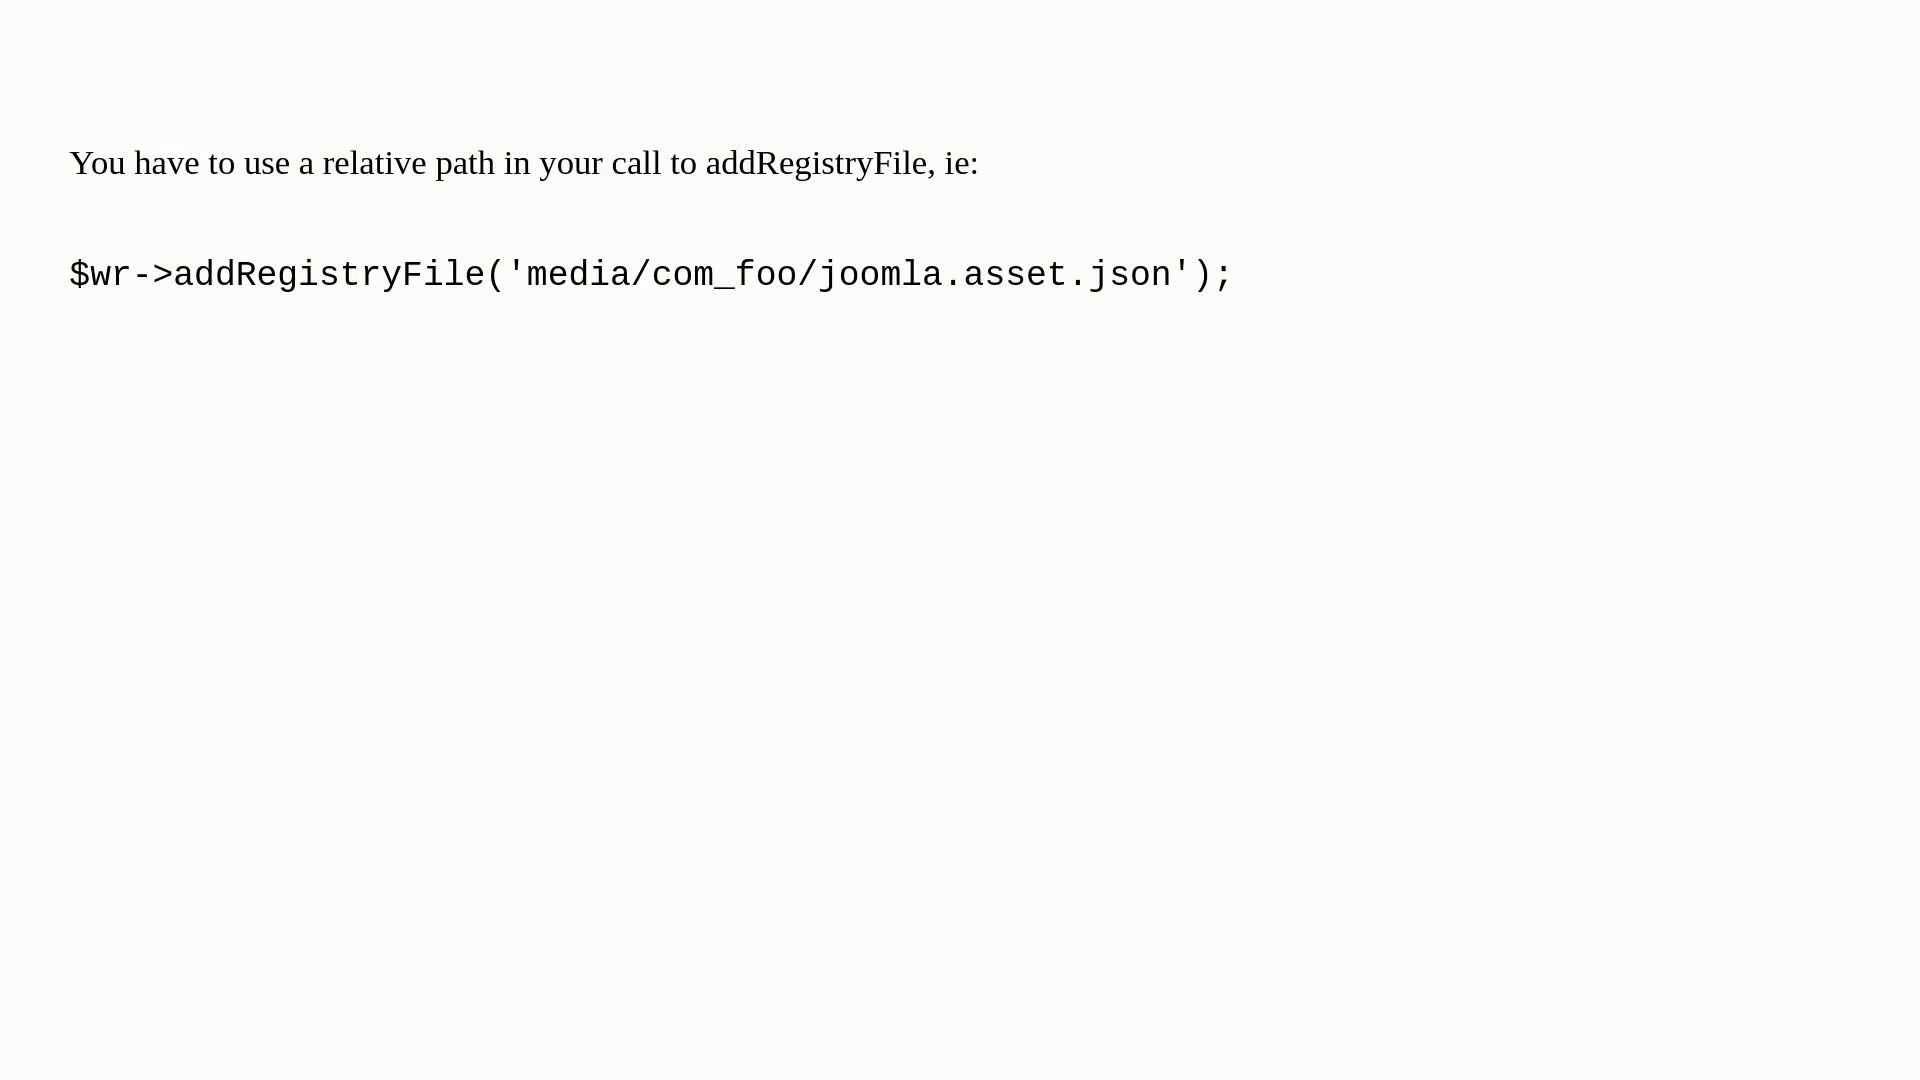 You have to use a relative path in your call to addRegistryFile, ie:
$wr->addRegistryFile('media/com_foo/joomla.asset.json');